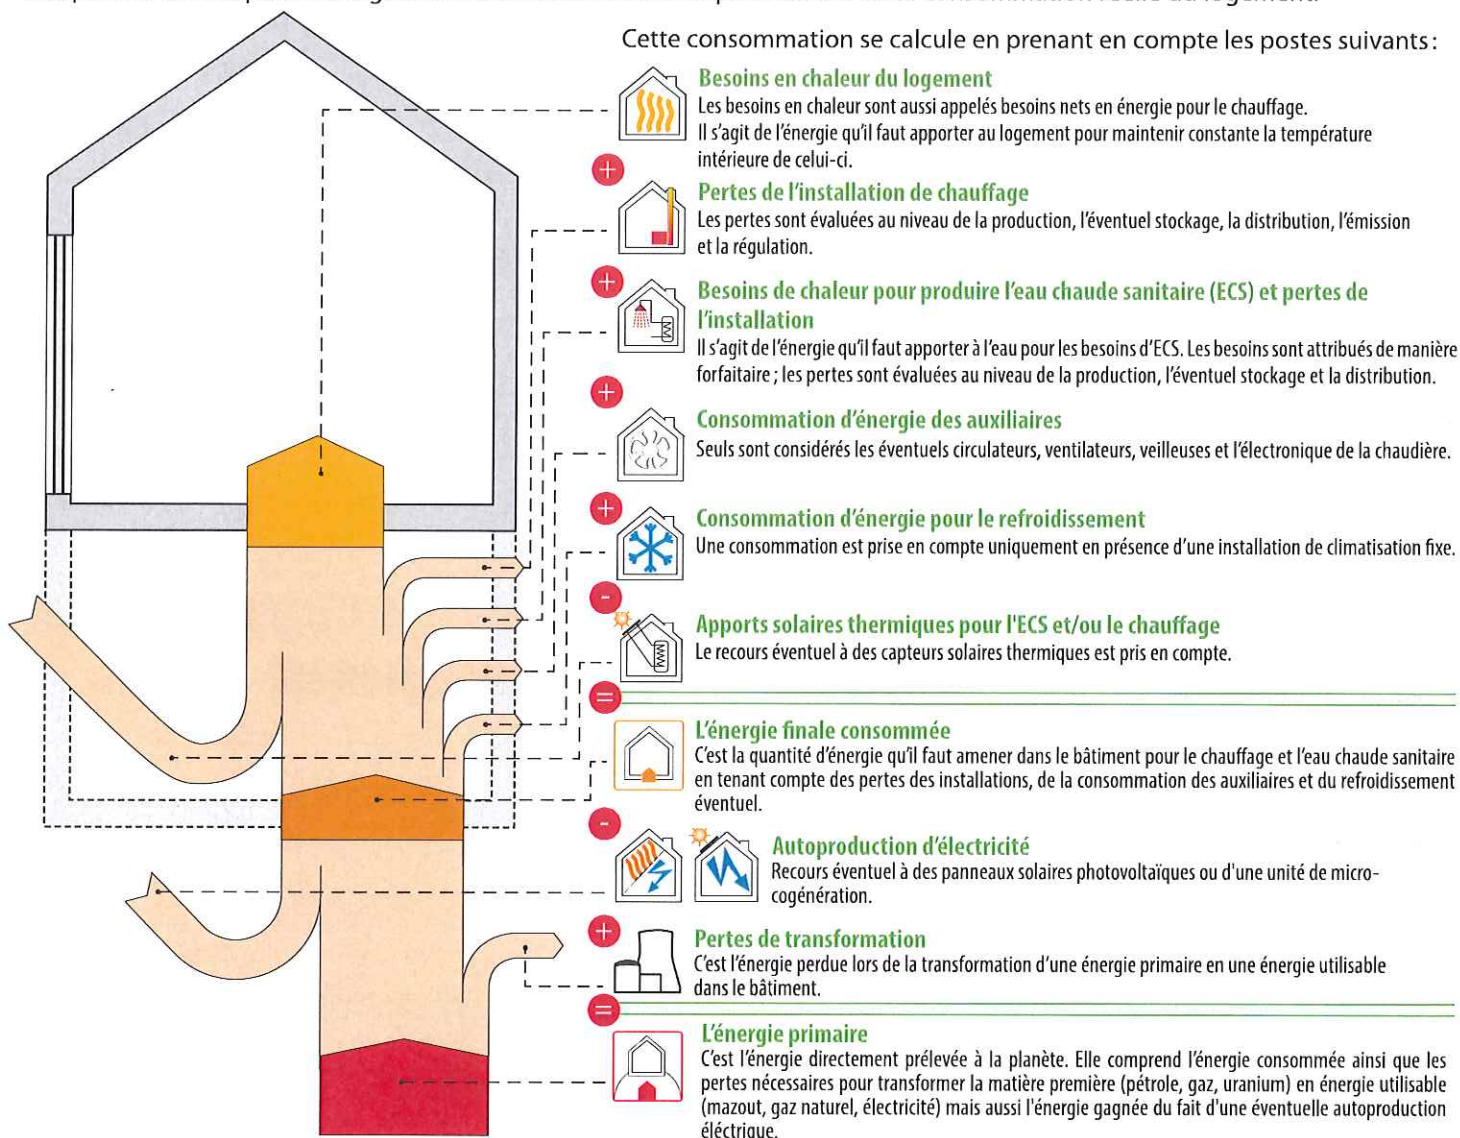 consommation réelle du logement.
Cette consommation se calcule en prenant en compte les postes suivants :
Besoins en chaleur du logement
Les besoins en chaleur sont aussi appelés besoins nets en énergie pour le chauffage.
Il s'agit de l'énergie qu'il faut apporter au logement pour maintenir constante la température
intérieure de celui-ci.
+
Pertes de l'installation de chauffage
Les pertes sont évaluées au niveau de la production, l'éventuel stockage, la distribution, l'émission
et la régulation.
+
Besoins de chaleur pour produire l'eau chaude sanitaire (ECS) et pertes de
l'installation
Il s'agit de l'énergie qu'il faut apporter à l'eau pour les besoins d'ECS. Les besoins sont attribués de manière
forfaitaire ; les pertes sont évaluées au niveau de la production, l'éventuel stockage et la distribution.
+
Consommation d'énergie des auxiliaires
Seuls sont considérés les éventuels circulateurs, ventilateurs, veilleuses et l'électronique de la chaudière.
+
Consommation d'énergie pour le refroidissement
Une consommation est prise en compte uniquement en présence d'une installation de climatisation fixe.
-
Apports solaires thermiques pour l'ECS et/ou le chauffage
Le recours éventuel à des capteurs solaires thermiques est pris en compte.
=
L'énergie finale consommée
C'est la quantité d'énergie qu'il faut amener dans le bâtiment pour le chauffage et l'eau chaude sanitaire
en tenant compte des pertes des installations, de la consommation des auxiliaires et du refroidissement
éventuel.
-
Autoproduction d'électricité
Recours éventuel à des panneaux solaires photovoltaïques ou d'une unité de micro-
cogénération.
+
Pertes de transformation
C'est l'énergie perdue lors de la transformation d'une énergie primaire en une énergie utilisable
dans le bâtiment.
=
L'énergie primaire
C'est l'énergie directement prélevée à la planète. Elle comprend l'énergie consommée ainsi que les
pertes nécessaires pour transformer la matière première (pétrole, gaz, uranium) en énergie utilisable
(mazout, gaz naturel, électricité) mais aussi l'énergie gagnée du fait d'une éventuelle autoproduction
éléctrique.